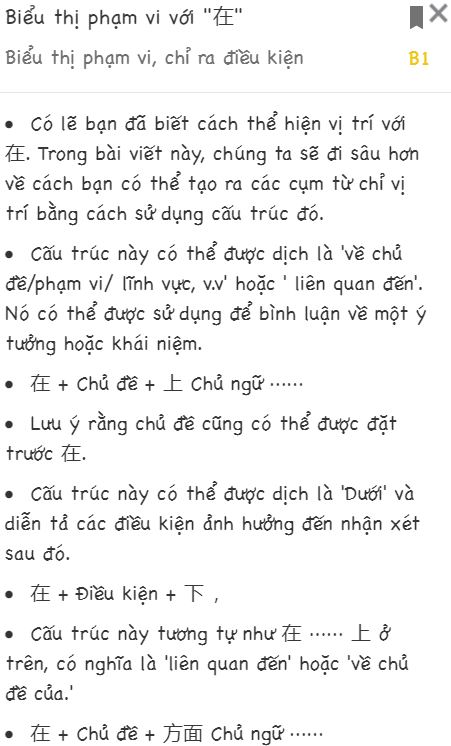 Biểu thị phạm vi với "在"
Biểu thị phạm vi, chỉ ra điều kiện
B1
• Có lẽ bạn đã biết cách thể hiện vị trí với
在. Trong bài viết này, chúng ta sẽ đi sâu hơn
về cách bạn có thể tạo ra các cụm từ chỉ vị
trí bằng cách sử dụng cấu trúc đó.
• Cấu trúc này có thể được dịch là 'về chủ
đề/phạm vi/ lĩnh vực, v.v' hoặc ' liên quan đến'.
Nó có thể được sử dụng để bình luận về một ý
tưởng hoặc khái niệm.
• 在 + Chủ đề + 上 Chủ ngữ ⋯⋯
• Lưu ý rằng chủ đề cũng có thể được đặt
trước 在.
• Cấu trúc này có thể được dịch là 'Dưới' và
diễn tả các điều kiện ảnh hưởng đến nhận xét
sau đó.
• 在 + Điều kiện + 下 ,
• Cấu trúc này tương tự như 在 ⋯⋯ 上 ở
trên, có nghĩa là 'liên quan đến' hoặc 'về chủ
đề của.'
• 在 + Chủ đề + 方面 Chủ ngữ ⋯⋯